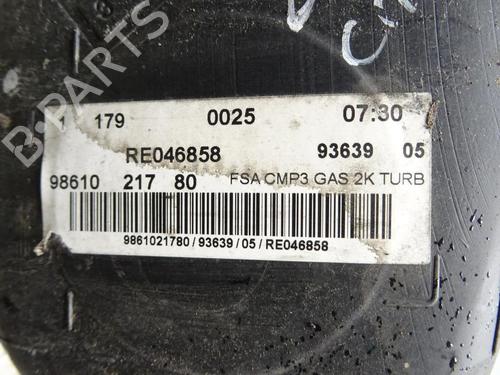 B-PARTS
179 0025 07:30
RE046858 93639 05
98610 217 80 FSA CMP3 GAS 2K TURB
9861021780 / 93639 / 05 / RE046858